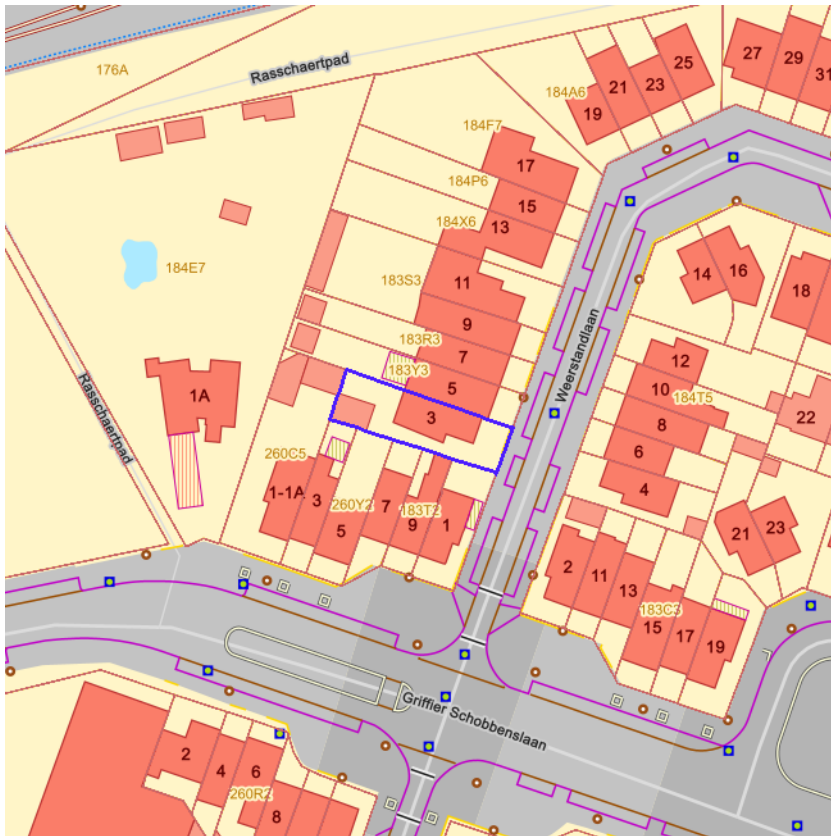 27
29
31
25
21
23
19
184A6
176A
Rasschaertpad
184F7
17
184P6
15
13
184X6
11
183S3
9
183R3
7
183Y3
5
3
184E7
1A
Rasschaertpad
Weerstandlaan
14
16
18
12
10
184T5
8
6
4
22
21
23
260C5
1-1A
3
260Y2
5
7
183T2
9
1
2
11
13
183C3
15
17
19
Griffier Schobbenslaan
2
4
6
260R2
8